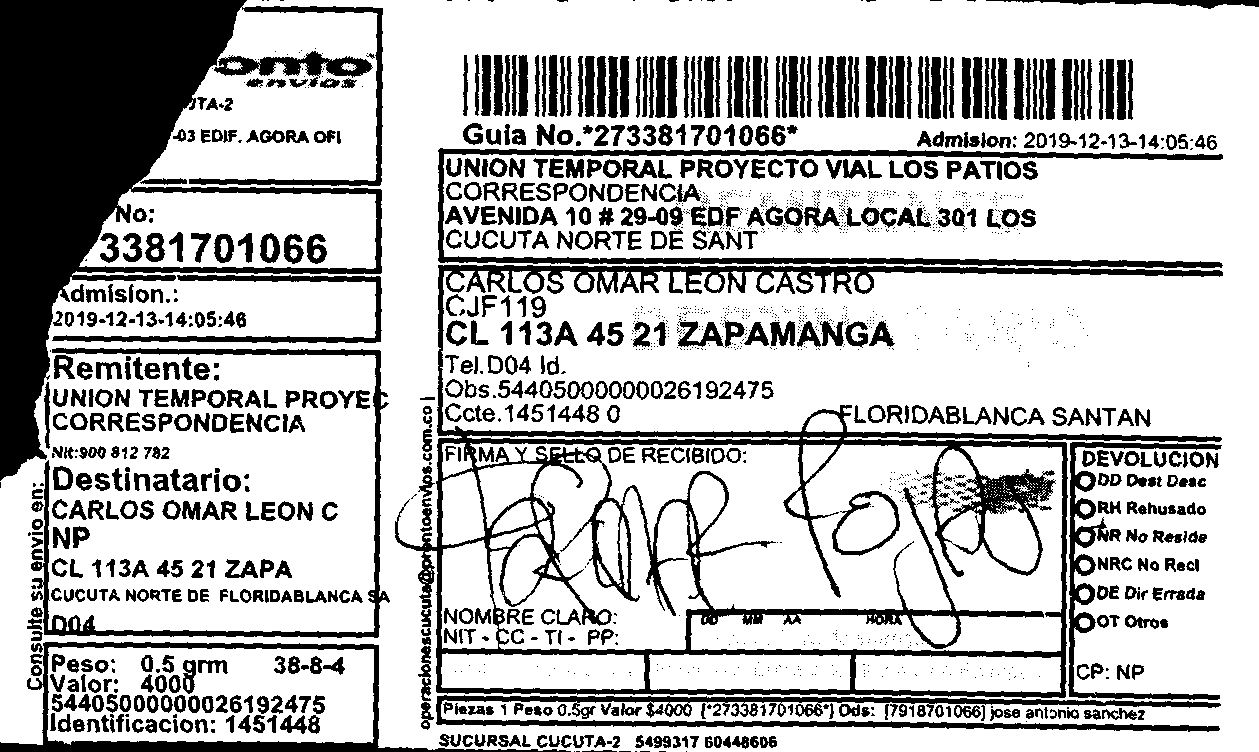 onto
envios
UTA-2
-03 EDIF. AGORA OFI
No:
3381701066
Admision.:
2019-12-13-14:05:46
Remitente:
UNION TEMPORAL PROYEC
CORRESPONDENCIA
Nit:900 812 782
Destinatario:
CARLOS OMAR LEON C
NP
CL 113A 45 21 ZAPA
CUCUTA NORTE DE FLORIDABLANCA SA
D04
Peso: 0.5 grm 38-8-4
Valor: 4000
544050000000026192475
Identificacion: 1451448
Consulte su envio en:
operacionescucuta@prontoenvios.com.co |
Guia No.*273381701066*
Admision: 2019-12-13-14:05:46
UNION TEMPORAL PROYECTO VIAL LOS PATIOS
CORRESPONDENCIA
AVENIDA 10 # 29-09 EDF AGORA LOCAL 301 LOS
CUCUTA NORTE DE SANT
CARLOS OMAR LEON CASTRO
CJF119
CL 113A 45 21 ZAPAMANGA
Tel.D04 Id.
Obs.544050000000026192475
Ccte.1451448 0
FLORIDABLANCA SANTAN
FIRMA Y SELLO DE RECIBIDO:
NOMBRE CLARO:
NIT - CC - TI - PP:
DD MM AA HORA
DEVOLUCION
DD Dest Desc
RH Rehusado
NR No Reside
NRC No Recl
DE Dir Errada
OT Otros
CP: NP
Piezas 1 Peso 0.5gr Valor $4000 [*273381701066*] Ods: [7918701066] jose antonio sanchez
SUCURSAL CUCUTA-2 5499317 60448606